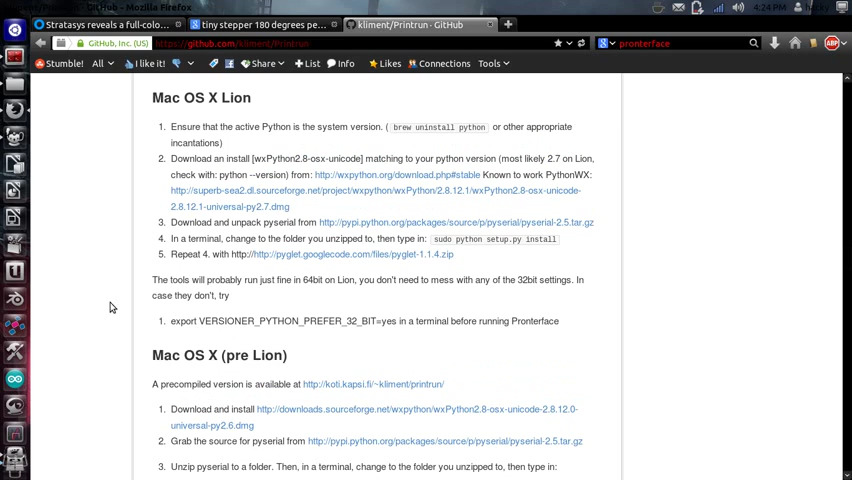 GitHub - Mozilla Firefox
4:24 PM
Stratasys reveals a full-colo...
tiny stepper 180 degrees pe...
kliment/Printrun · GitHub
GitHub, Inc. (US)
https://github.com/kliment/Printrun
pronterface
ABP
Stumble!
All
I like it!
Share
List
Info
Likes
Connections
Tools
Mac OS X Lion
1. Ensure that the active Python is the system version. ( brew uninstall python or other appropriate
incantations)
2. Download an install [wxPython2.8-osx-unicode] matching to your python version (most likely 2.7 on Lion,
check with: python --version) from: http://wxpython.org/download.php#stable Known to work PythonWX:
http://superb-sea2.dl.sourceforge.net/project/wxpython/wxPython/2.8.12.1/wxPython2.8-osx-unicode-
2.8.12.1-universal-py2.7.dmg
3. Download and unpack pyserial from http://pypi.python.org/packages/source/p/pyserial/pyserial-2.5.tar.gz
4. In a terminal, change to the folder you unzipped to, then type in: sudo python setup.py install
5. Repeat 4. with http://http://pyglet.googlecode.com/files/pyglet-1.1.4.zip
The tools will probably run just fine in 64bit on Lion, you don't need to mess with any of the 32bit settings. In
case they don't, try
1. export VERSIONER_PYTHON_PREFER_32_BIT=yes in a terminal before running Pronterface
Mac OS X (pre Lion)
A precompiled version is available at http://koti.kapsi.fi/~kliment/printrun/
1. Download and install http://downloads.sourceforge.net/wxpython/wxPython2.8-osx-unicode-2.8.12.0-
universal-py2.6.dmg
2. Grab the source for pyserial from http://pypi.python.org/packages/source/p/pyserial/pyserial-2.5.tar.gz
3. Unzip pyserial to a folder. Then, in a terminal, change to the folder you unzipped to, then type in: